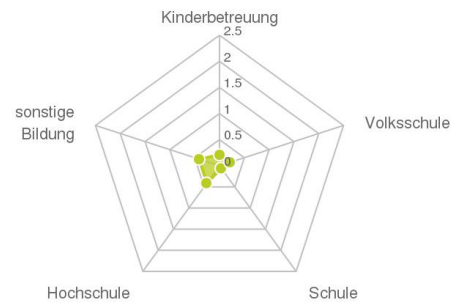 Kinderbetreuung
2.5
2
1.5
1
0.5
0
sonstige
Bildung
Volksschule
Hochschule
Schule